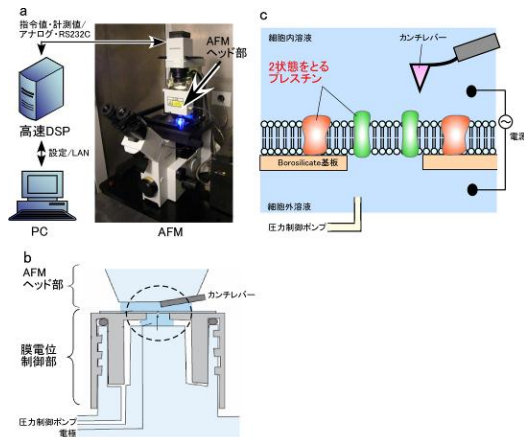 a
指令値・計測値/
アナログ・RS232C
高速DSP
設定/LAN
PC
AFM
ヘッド部
AFM
b
AFM
ヘッド部
カンチレバー
膜電位
制御部
圧力制御ポンプ
電極
c
細胞内溶液
カンチレバー
2状態をとる
プレスチン
電源
Borosilicate基板
細胞外溶液
圧力制御ポンプ